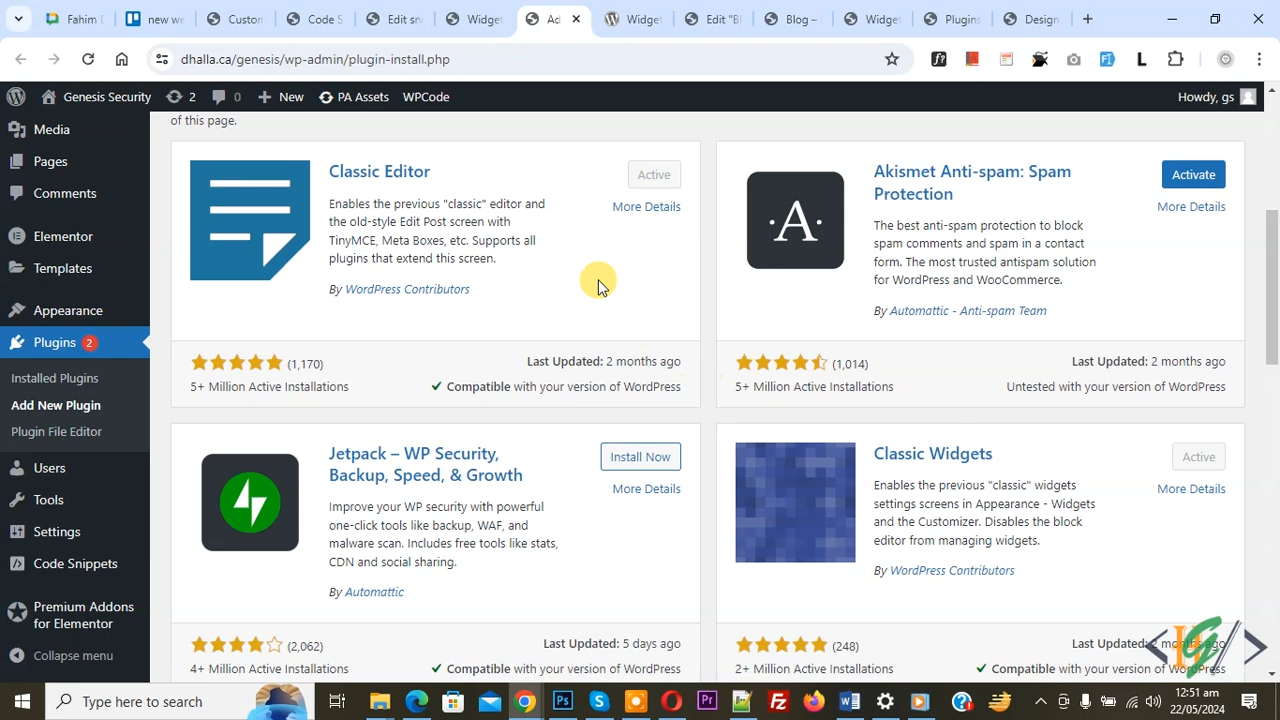 Fahim D
new we
Custon
Code S
Edit sn
Widget
Ad
Widget
Edit "B
Blog –
Widget
Plugins
Design
dhalla.ca/genesis/wp-admin/plugin-install.php
Genesis Security
2
0
New
PA Assets
WPCode
Howdy, gs
Media
Pages
Comments
Elementor
Templates
Appearance
Plugins 2
Installed Plugins
Add New Plugin
Plugin File Editor
Users
Tools
Settings
Code Snippets
Premium Addons
for Elementor
Collapse menu
of this page.
Classic Editor
Active
More Details
Enables the previous "classic" editor and
the old-style Edit Post screen with
TinyMCE, Meta Boxes, etc. Supports all
plugins that extend this screen.
By WordPress Contributors
(1,170)
Last Updated: 2 months ago
5+ Million Active Installations
Compatible with your version of WordPress
Akismet Anti-spam: Spam
Protection
Activate
More Details
The best anti-spam protection to block
spam comments and spam in a contact
form. The most trusted antispam solution
for WordPress and WooCommerce.
By Automattic - Anti-spam Team
(1,014)
Last Updated: 2 months ago
5+ Million Active Installations
Untested with your version of WordPress
Jetpack – WP Security,
Backup, Speed, & Growth
Install Now
More Details
Improve your WP security with powerful
one-click tools like backup, WAF, and
malware scan. Includes free tools like stats,
CDN and social sharing.
By Automattic
(2,062)
Last Updated: 5 days ago
4+ Million Active Installations
Compatible with your version of WordPress
Classic Widgets
Active
More Details
Enables the previous "classic" widgets
settings screens in Appearance - Widgets
and the Customizer. Disables the block
editor from managing widgets.
By WordPress Contributors
(248)
Last Updated: 2 months ago
2+ Million Active Installations
Compatible with your version of WordPress
Type here to search
12:51 am
22/05/2024